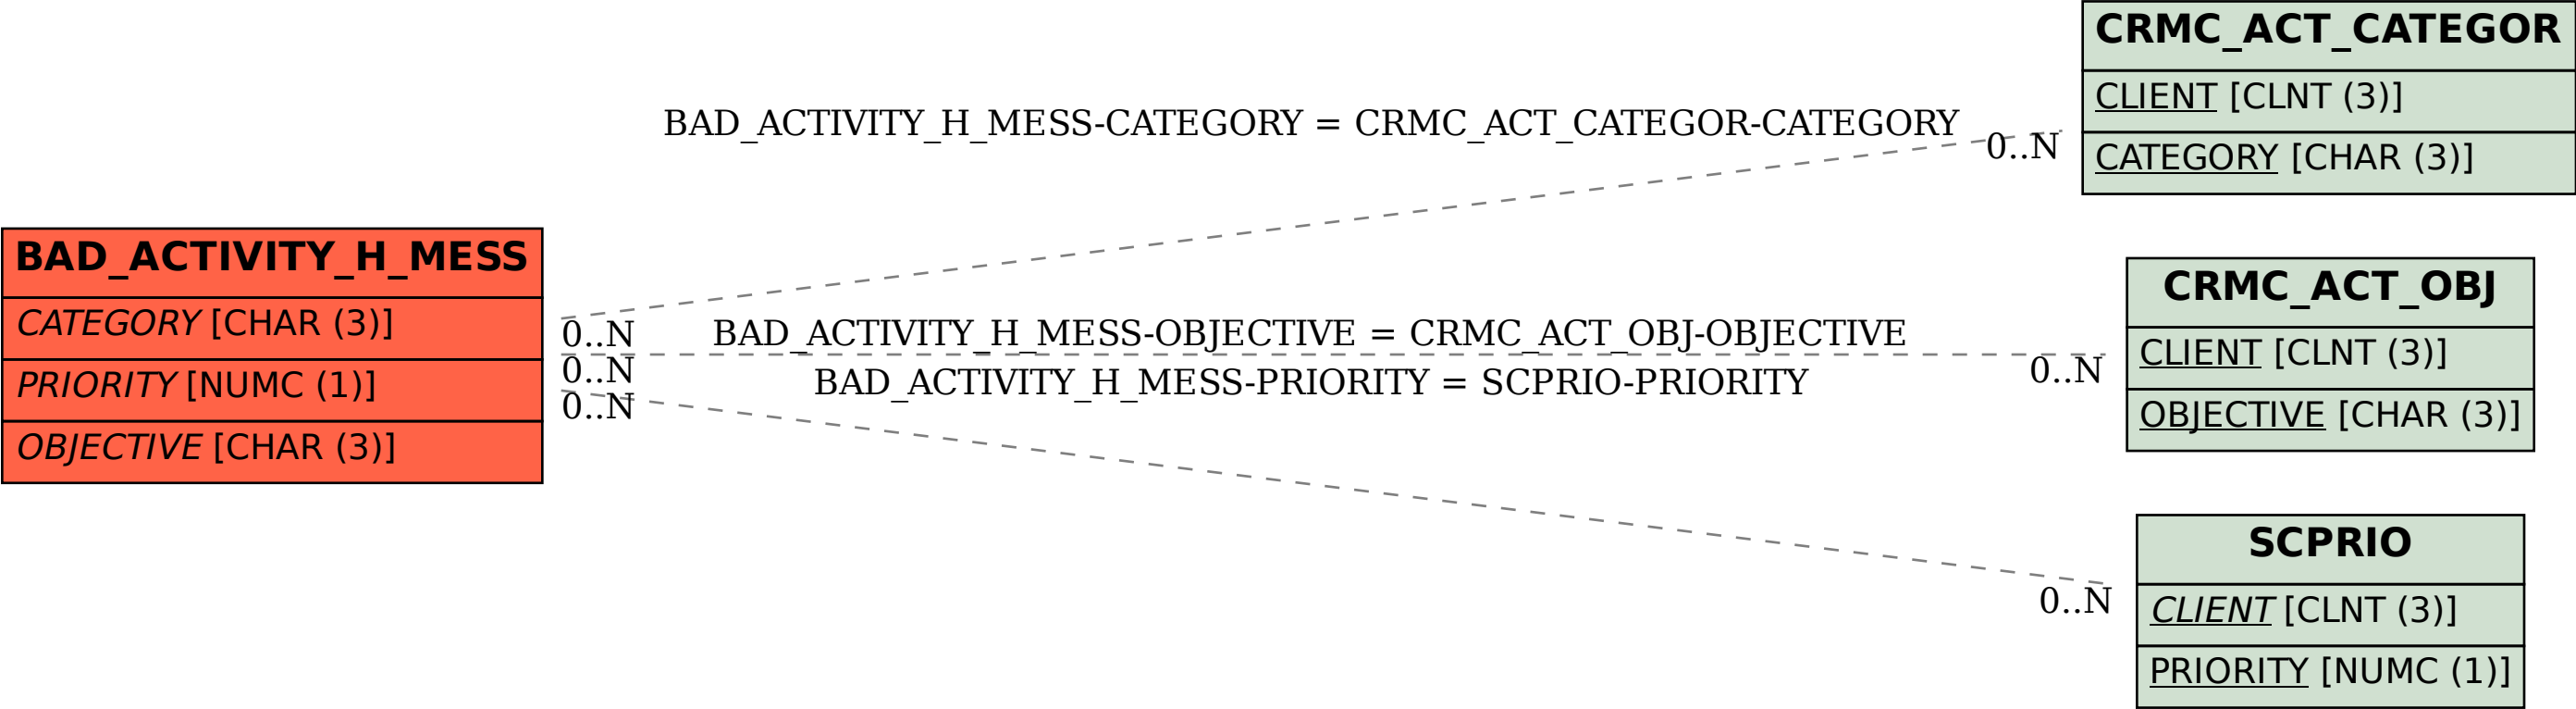 BAD_ACTIVITY_H_MESS
CATEGORY [CHAR (3)]
PRIORITY [NUMC (1)]
OBJECTIVE [CHAR (3)]
BAD_ACTIVITY_H_MESS-CATEGORY = CRMC_ACT_CATEGOR-CATEGORY
0..N
0..N
BAD_ACTIVITY_H_MESS-OBJECTIVE = CRMC_ACT_OBJ-OBJECTIVE
0..N
0..N
BAD_ACTIVITY_H_MESS-PRIORITY = SCPRIO-PRIORITY
0..N
0..N
CRMC_ACT_CATEGOR
CLIENT [CLNT (3)]
CATEGORY [CHAR (3)]
CRMC_ACT_OBJ
CLIENT [CLNT (3)]
OBJECTIVE [CHAR (3)]
SCPRIO
CLIENT [CLNT (3)]
PRIORITY [NUMC (1)]